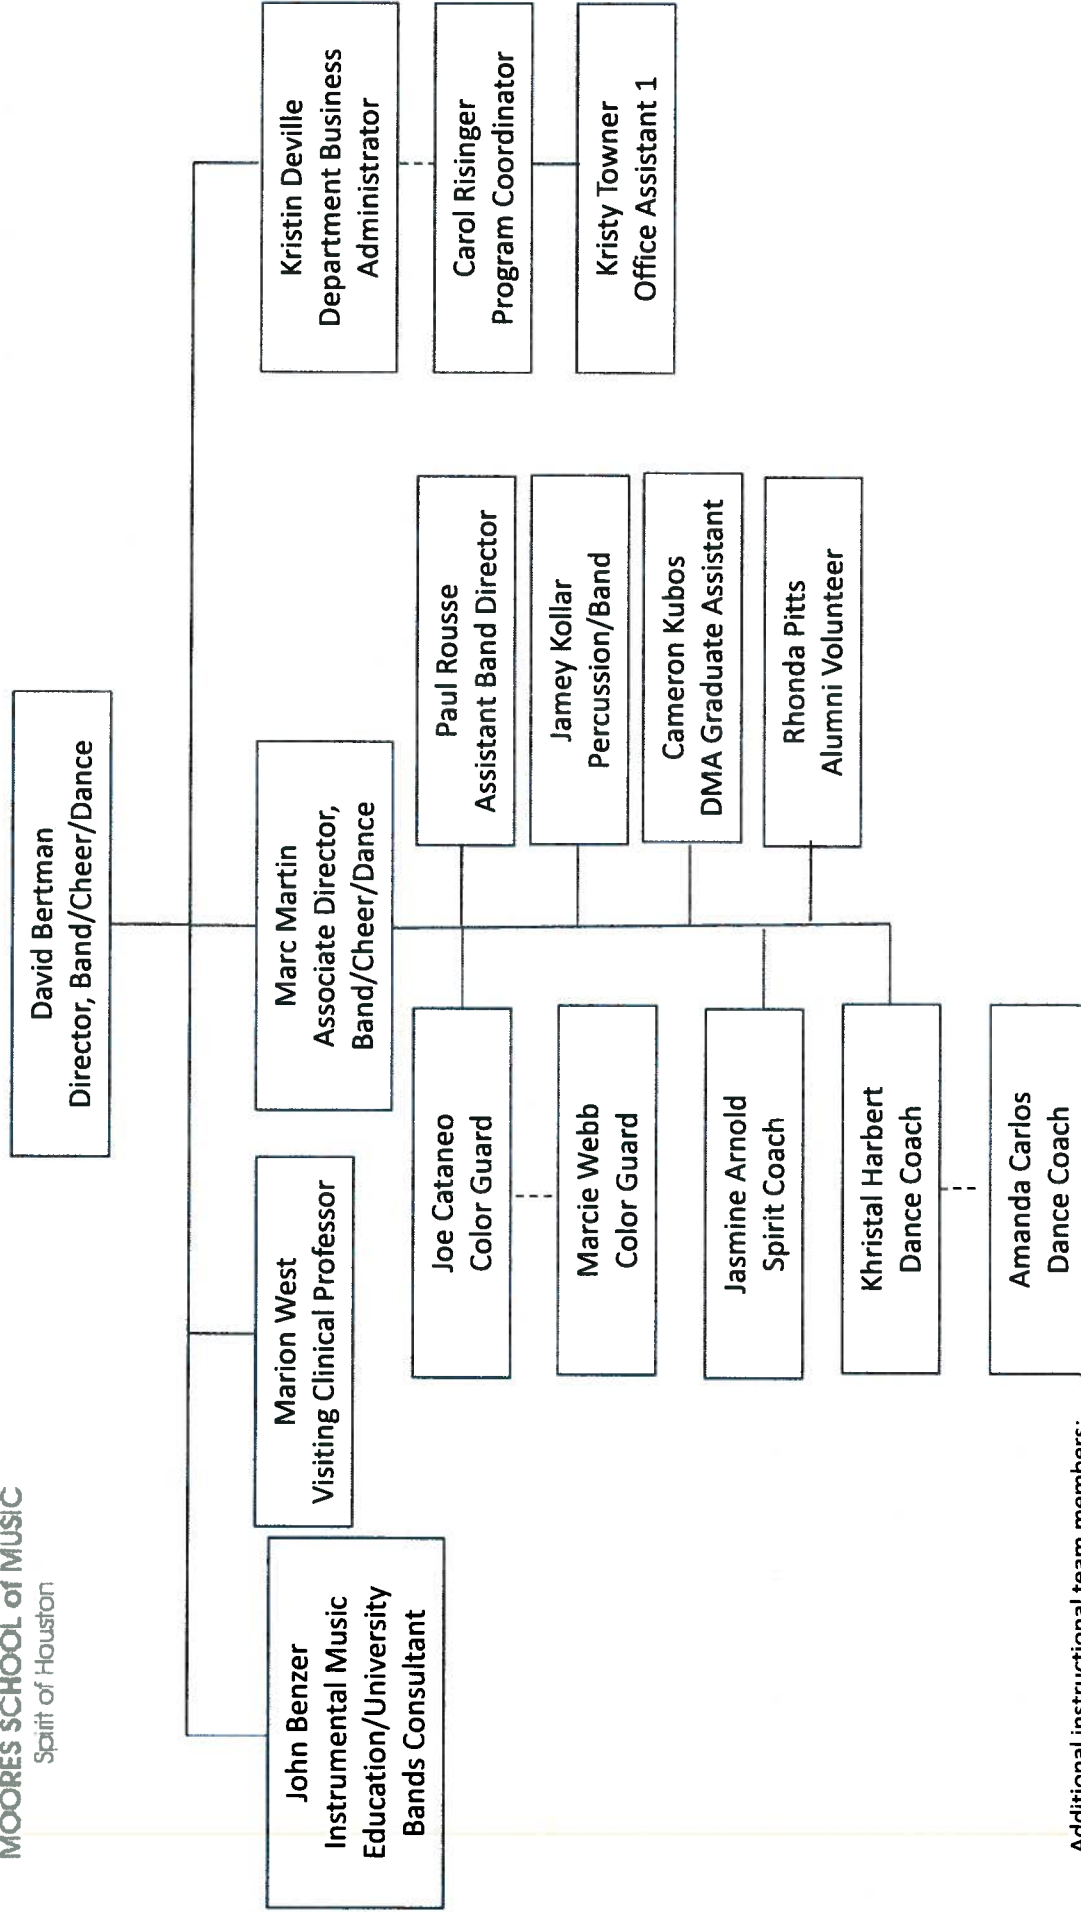 MOORES SCHOOL of MUSIC
Spirit of Houston
David Bertman
Director, Band/Cheer/Dance
John Benzer
Instrumental Music
Education/University
Bands Consultant
Marion West
Visiting Clinical Professor
Marc Martin
Associate Director,
Band/Cheer/Dance
Kristin Deville
Department Business
Administrator
Carol Risinger
Program Coordinator
Kristy Towner
Office Assistant 1
Joe Cataneo
Color Guard
Marcie Webb
Color Guard
Jasmine Arnold
Spirit Coach
Khristal Harbert
Dance Coach
Amanda Carlos
Dance Coach
Paul Rousse
Assistant Band Director
Jamey Kollar
Percussion/Band
Cameron Kubos
DMA Graduate Assistant
Rhonda Pitts
Alumni Volunteer
Additional instructional team members: